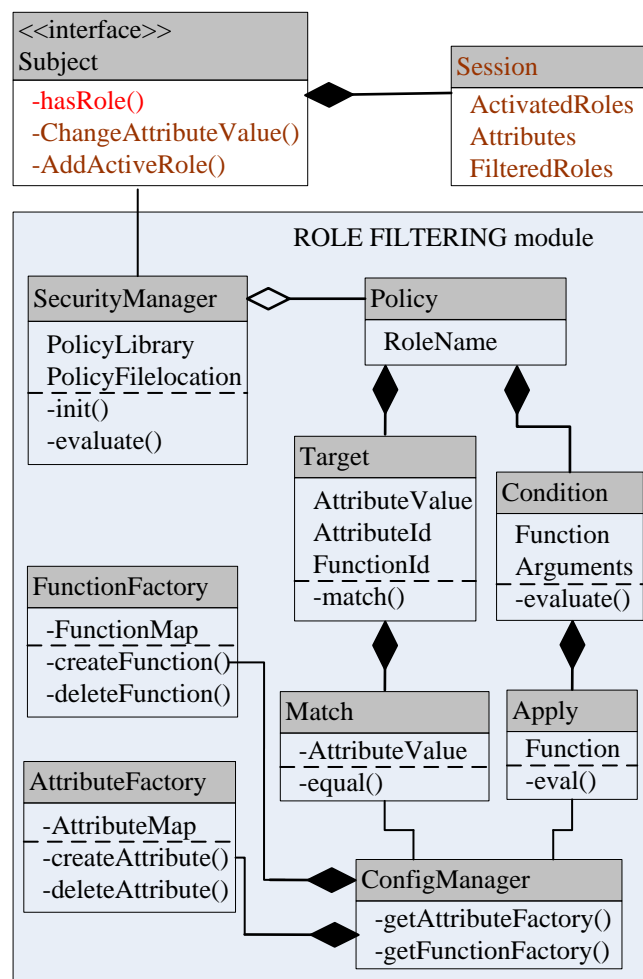 <<interface>>
Subject
-hasRole()
-ChangeAttributeValue()
-AddActiveRole()
Session
ActivatedRoles
Attributes
FilteredRoles
ROLE FILTERING module
SecurityManager
PolicyLibrary
PolicyFilelocation
-init()
-evaluate()
Policy
RoleName
Target
AttributeValue
AttributeId
FunctionId
-match()
Condition
Function
Arguments
-evaluate()
FunctionFactory
-FunctionMap
-createFunction()
-deleteFunction()
Match
-AttributeValue
-equal()
Apply
Function
-eval()
AttributeFactory
-AttributeMap
-createAttribute()
-deleteAttribute()
ConfigManager
-getAttributeFactory()
-getFunctionFactory()